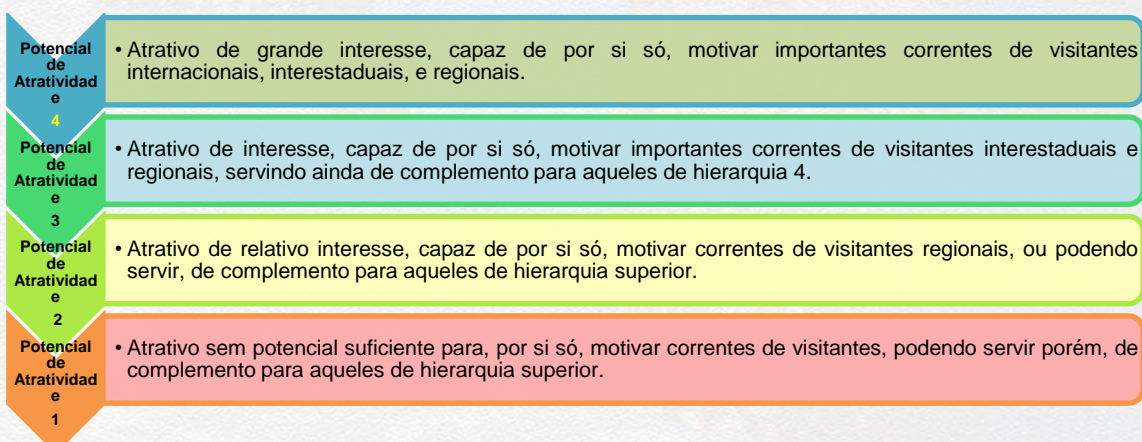 Potencial
de
Atratividad
e
4
• Atrativo de grande interesse, capaz de por si só, motivar importantes correntes de visitantes
internacionais, interestaduais, e regionais.
Potencial
de
Atratividad
e
3
• Atrativo de interesse, capaz de por si só, motivar importantes correntes de visitantes interestaduais e
regionais, servindo ainda de complemento para aqueles de hierarquia 4.
Potencial
de
Atratividad
e
2
• Atrativo de relativo interesse, capaz de por si só, motivar correntes de visitantes regionais, ou podendo
servir, de complemento para aqueles de hierarquia superior.
Potencial
de
Atratividad
e
1
• Atrativo sem potencial suficiente para, por si só, motivar correntes de visitantes, podendo servir porém, de
complemento para aqueles de hierarquia superior.